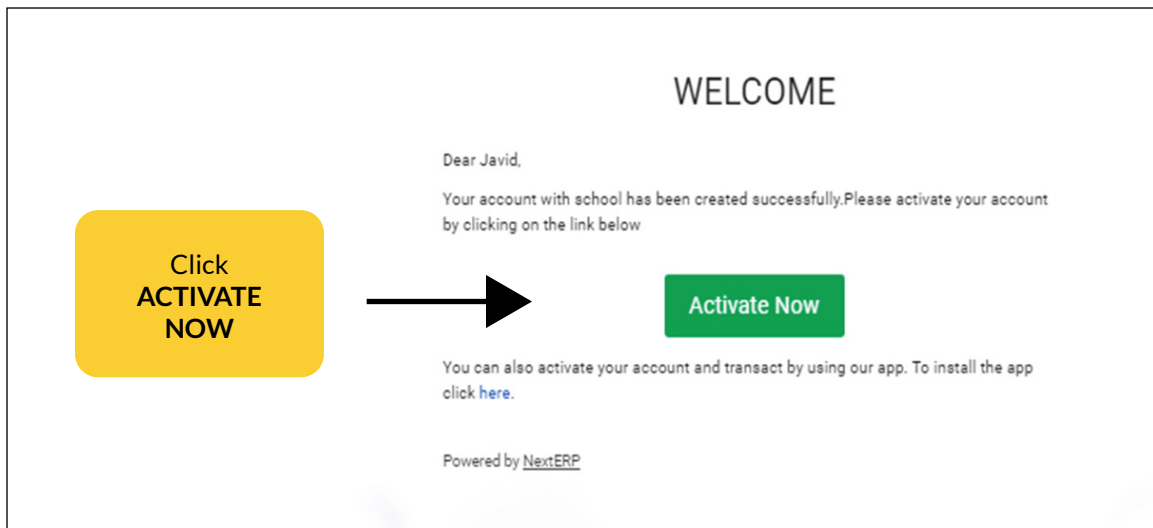 WELCOME
Dear Javid,
Your account with school has been created successfully.Please activate your account
by clicking on the link below
Click
ACTIVATE
NOW
Activate Now
You can also activate your account and transact by using our app. To install the app
click here.
Powered by NextERP